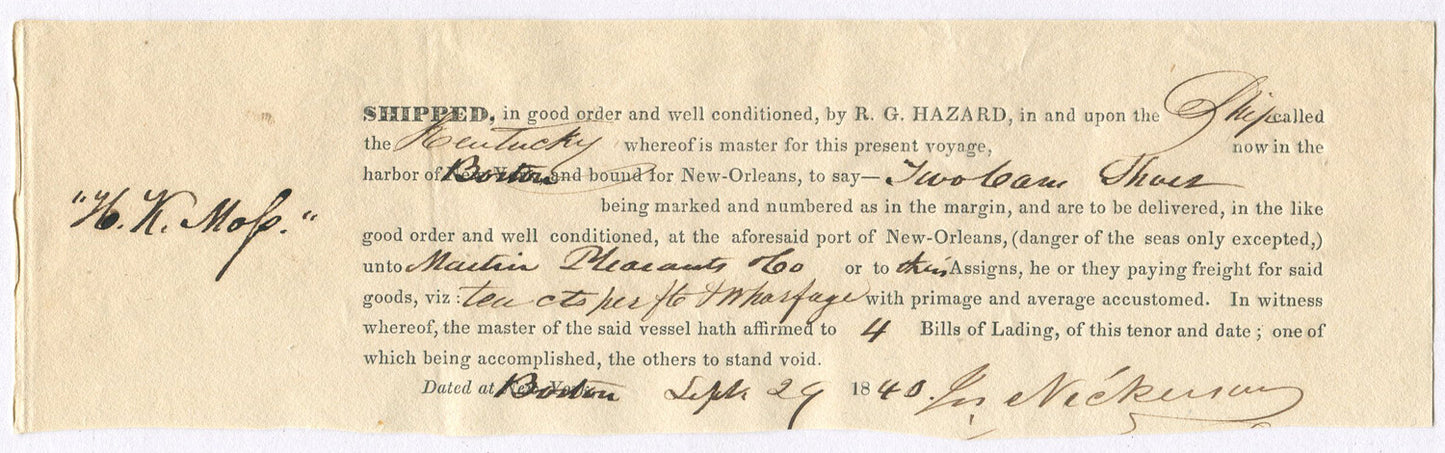 SHIPPED, in good order and well conditioned, by R. G. HAZARD, in and upon the Ship called
the Kentucky whereof is master for this present voyage, now in the
harbor of Boston and bound for New-Orleans, to say— Two Shoes
"H. K. Moss."
being marked and numbered as in the margin, and are to be delivered, in the like
good order and well conditioned, at the aforesaid port of New-Orleans, (danger of the seas only excepted,)
unto Martin Pleasants & Co or to their Assigns, he or they paying freight for said
goods, viz : ten cts per ft & Wharfage with primage and average accustomed. In witness
whereof, the master of the said vessel hath affirmed to 4 Bills of Lading, of this tenor and date ; one of
which being accomplished, the others to stand void.
Dated at Boston Sept 29 1840. Jn Nickerson